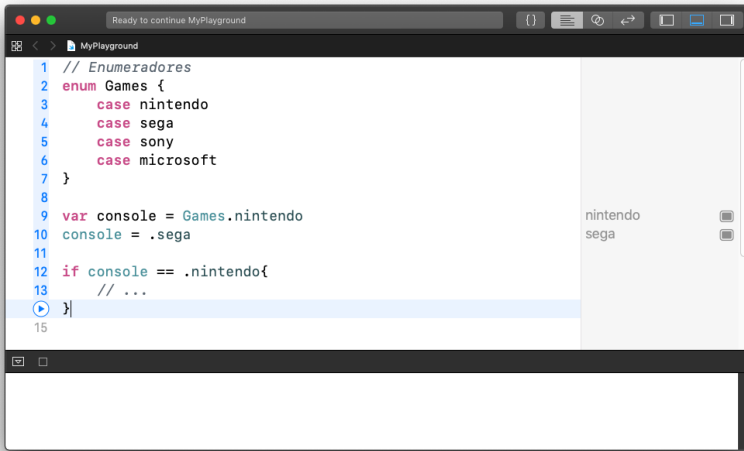 Ready to continue MyPlayground
{ }
MyPlayground
1 // Enumeradores
2 enum Games {
3     case nintendo
4     case sega
5     case sony
6     case microsoft
7 }
8
9 var console = Games.nintendo nintendo
10 console = .sega sega
11
12 if console == .nintendo{
13     // ...
}
15